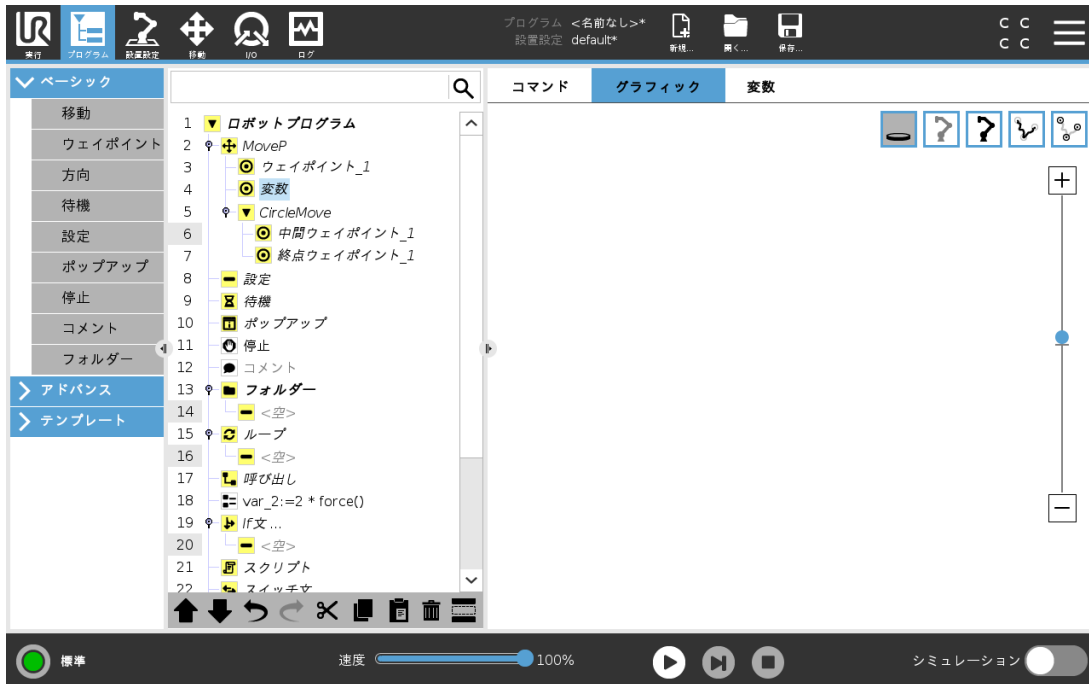 UR
プログラム <名前なし>*
設置設定 default*
実行 プログラム 設置設定 移動 I/O ログ 新規... 開く... 保存...
C C
C C
ベーシック
移動
ウェイポイント
方向
待機
設定
ポップアップ
停止
コメント
フォルダー
アドバンス
テンプレート
1 ロボットプログラム
2 MoveP
3 ウェイポイント_1
4 変数
5 CircleMove
6 中間ウェイポイント_1
7 終点ウェイポイント_1
8 設定
9 待機
10 ポップアップ
11 停止
12 コメント
13 フォルダー
14 <空>
15 ループ
16 <空>
17 呼び出し
18 var_2:=2 * force()
19 If文 ...
20 <空>
21 スクリプト
22 スイッチ文
コマンド グラフィック 変数
標準 速度 100% シミュレーション